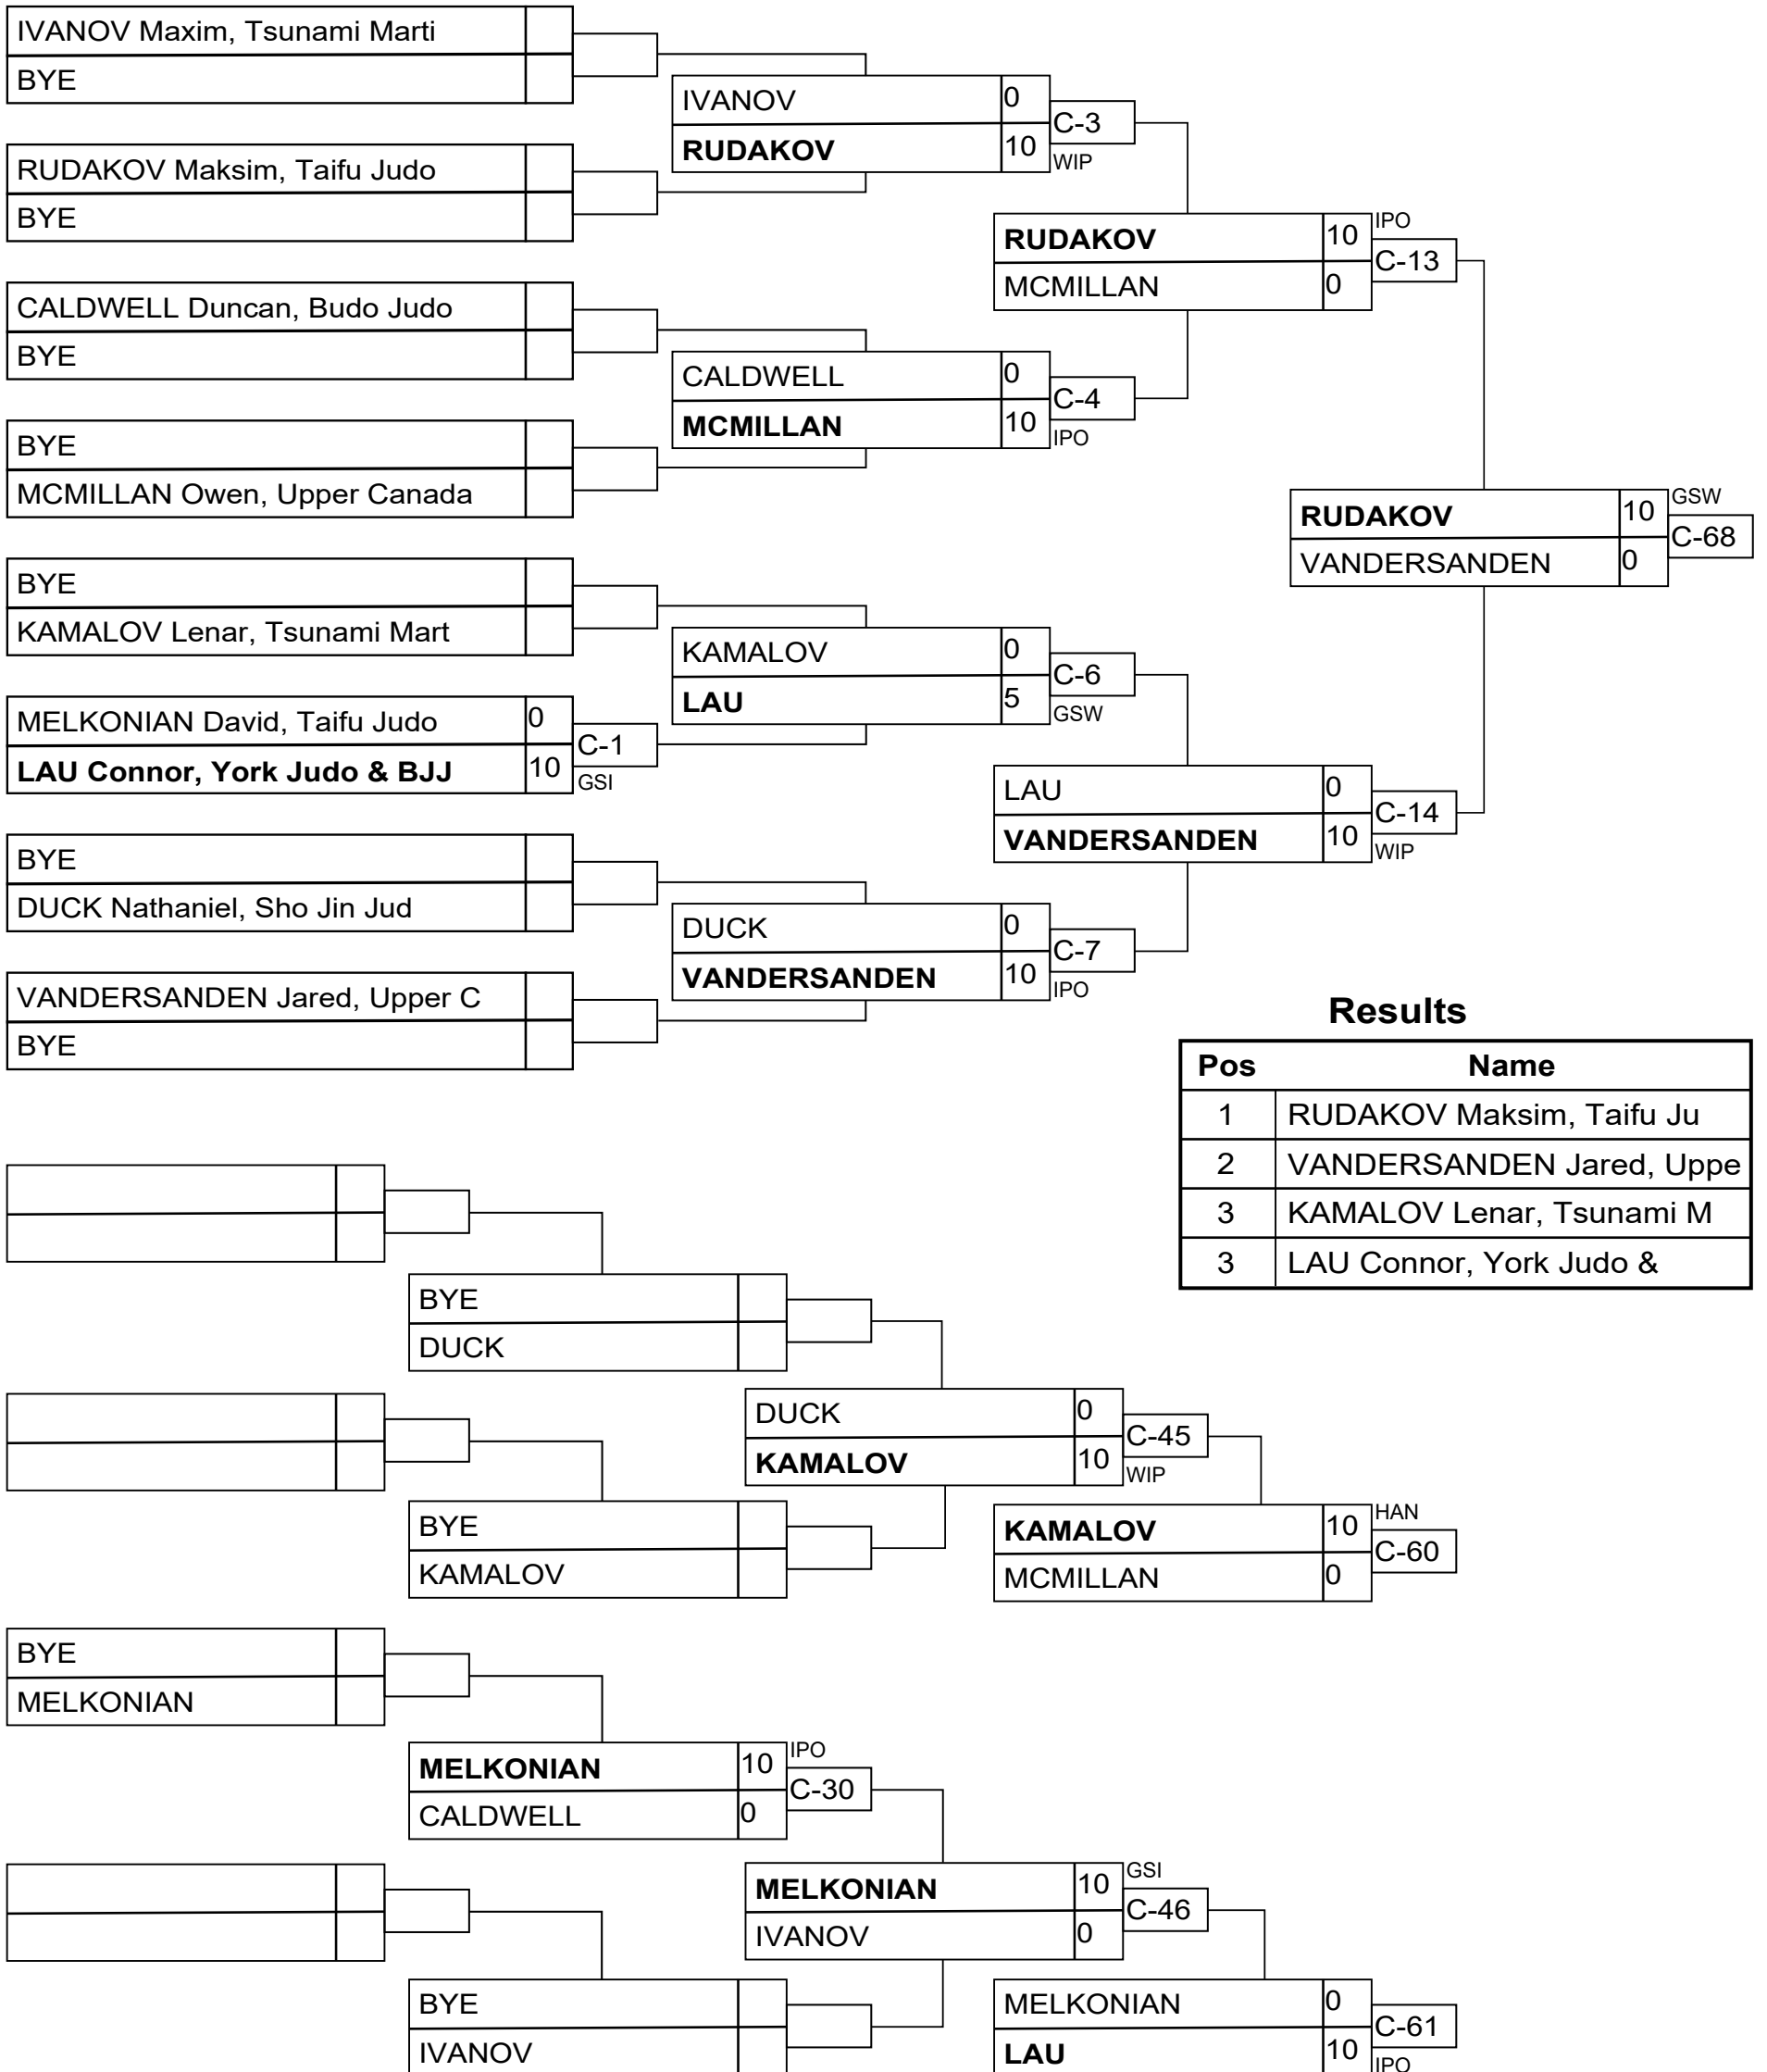 IVANOV Maxim, Tsunami Marti
BYE
RUDAKOV Maksim, Taifu Judo
BYE
CALDWELL Duncan, Budo Judo
BYE
BYE
MCMILLAN Owen, Upper Canada
BYE
KAMALOV Lenar, Tsunami Mart
MELKONIAN David, Taifu Judo 0
C-1
LAU Connor, York Judo & BJJ 10
GSI
BYE
DUCK Nathaniel, Sho Jin Jud
VANDERSANDEN Jared, Upper C
BYE
IVANOV 0
C-3
RUDAKOV 10
WIP
CALDWELL 0
C-4
MCMILLAN 10
IPO
KAMALOV 0
C-6
LAU 5
GSW
DUCK 0
C-7
VANDERSANDEN 10
IPO
RUDAKOV 10 IPO
C-13
MCMILLAN 0
LAU 0
C-14
VANDERSANDEN 10
WIP
RUDAKOV 10 GSW
C-68
VANDERSANDEN 0
Results
Pos Name
1 RUDAKOV Maksim, Taifu Ju
2 VANDERSANDEN Jared, Uppe
3 KAMALOV Lenar, Tsunami M
3 LAU Connor, York Judo &
BYE
DUCK
BYE
KAMALOV
DUCK 0
C-45
KAMALOV 10
WIP
KAMALOV 10 HAN
C-60
MCMILLAN 0
BYE
MELKONIAN
MELKONIAN 10 IPO
C-30
CALDWELL 0
BYE
IVANOV
MELKONIAN 10 GSI
C-46
IVANOV 0
MELKONIAN 0
C-61
LAU 10
IPO